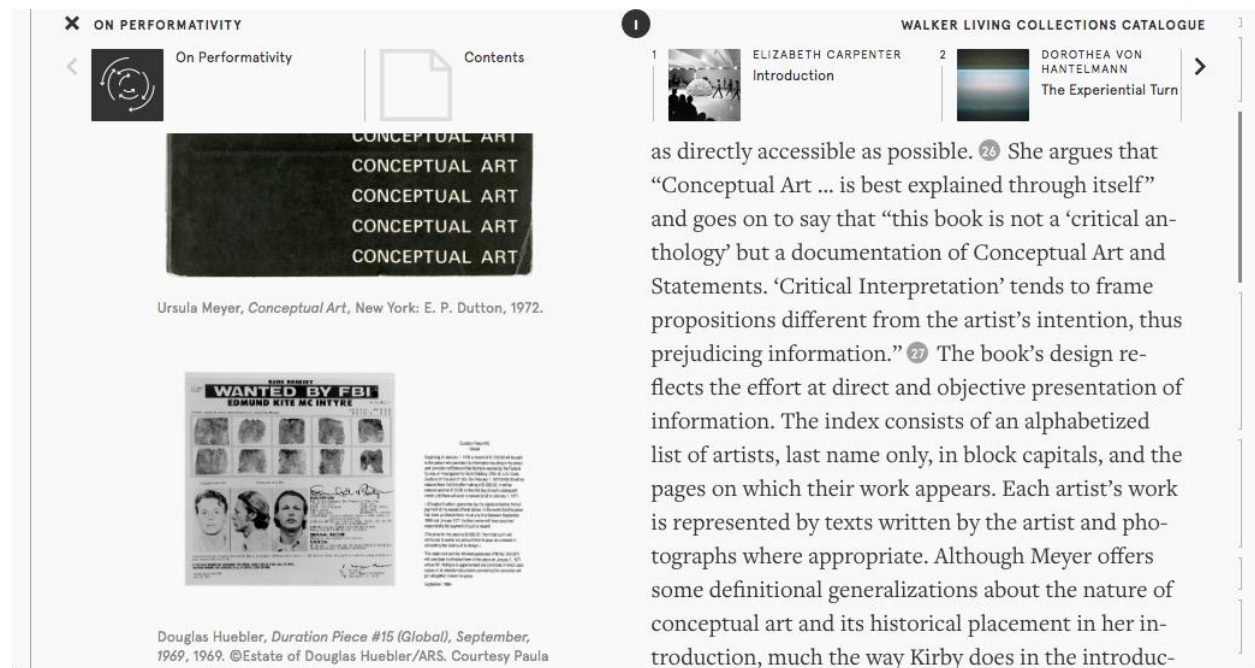 ON PERFORMATIVITY
I
WALKER LIVING COLLECTIONS CATALOGUE
On Performativity
Contents
1
ELIZABETH CARPENTER
Introduction
2
DOROTHEA VON
HANTELMANN
The Experiential Turn
CONCEPTUAL ART
CONCEPTUAL ART
CONCEPTUAL ART
CONCEPTUAL ART
CONCEPTUAL ART
Ursula Meyer, Conceptual Art, New York: E. P. Dutton, 1972.
BANK ROBBERY
WANTED BY FBI
EDMUND KITE MC INTYRE
Douglas Huebler, Duration Piece #15 (Global), September,
1969, 1969. ©Estate of Douglas Huebler/ARS. Courtesy Paula
as directly accessible as possible. 26 She argues that
“Conceptual Art ... is best explained through itself”
and goes on to say that “this book is not a ‘critical an-
thology’ but a documentation of Conceptual Art and
Statements. ‘Critical Interpretation’ tends to frame
propositions different from the artist’s intention, thus
prejudicing information.” 27 The book’s design re-
flects the effort at direct and objective presentation of
information. The index consists of an alphabetized
list of artists, last name only, in block capitals, and the
pages on which their work appears. Each artist’s work
is represented by texts written by the artist and pho-
tographs where appropriate. Although Meyer offers
some definitional generalizations about the nature of
conceptual art and its historical placement in her in-
troduction, much the way Kirby does in the introduc-